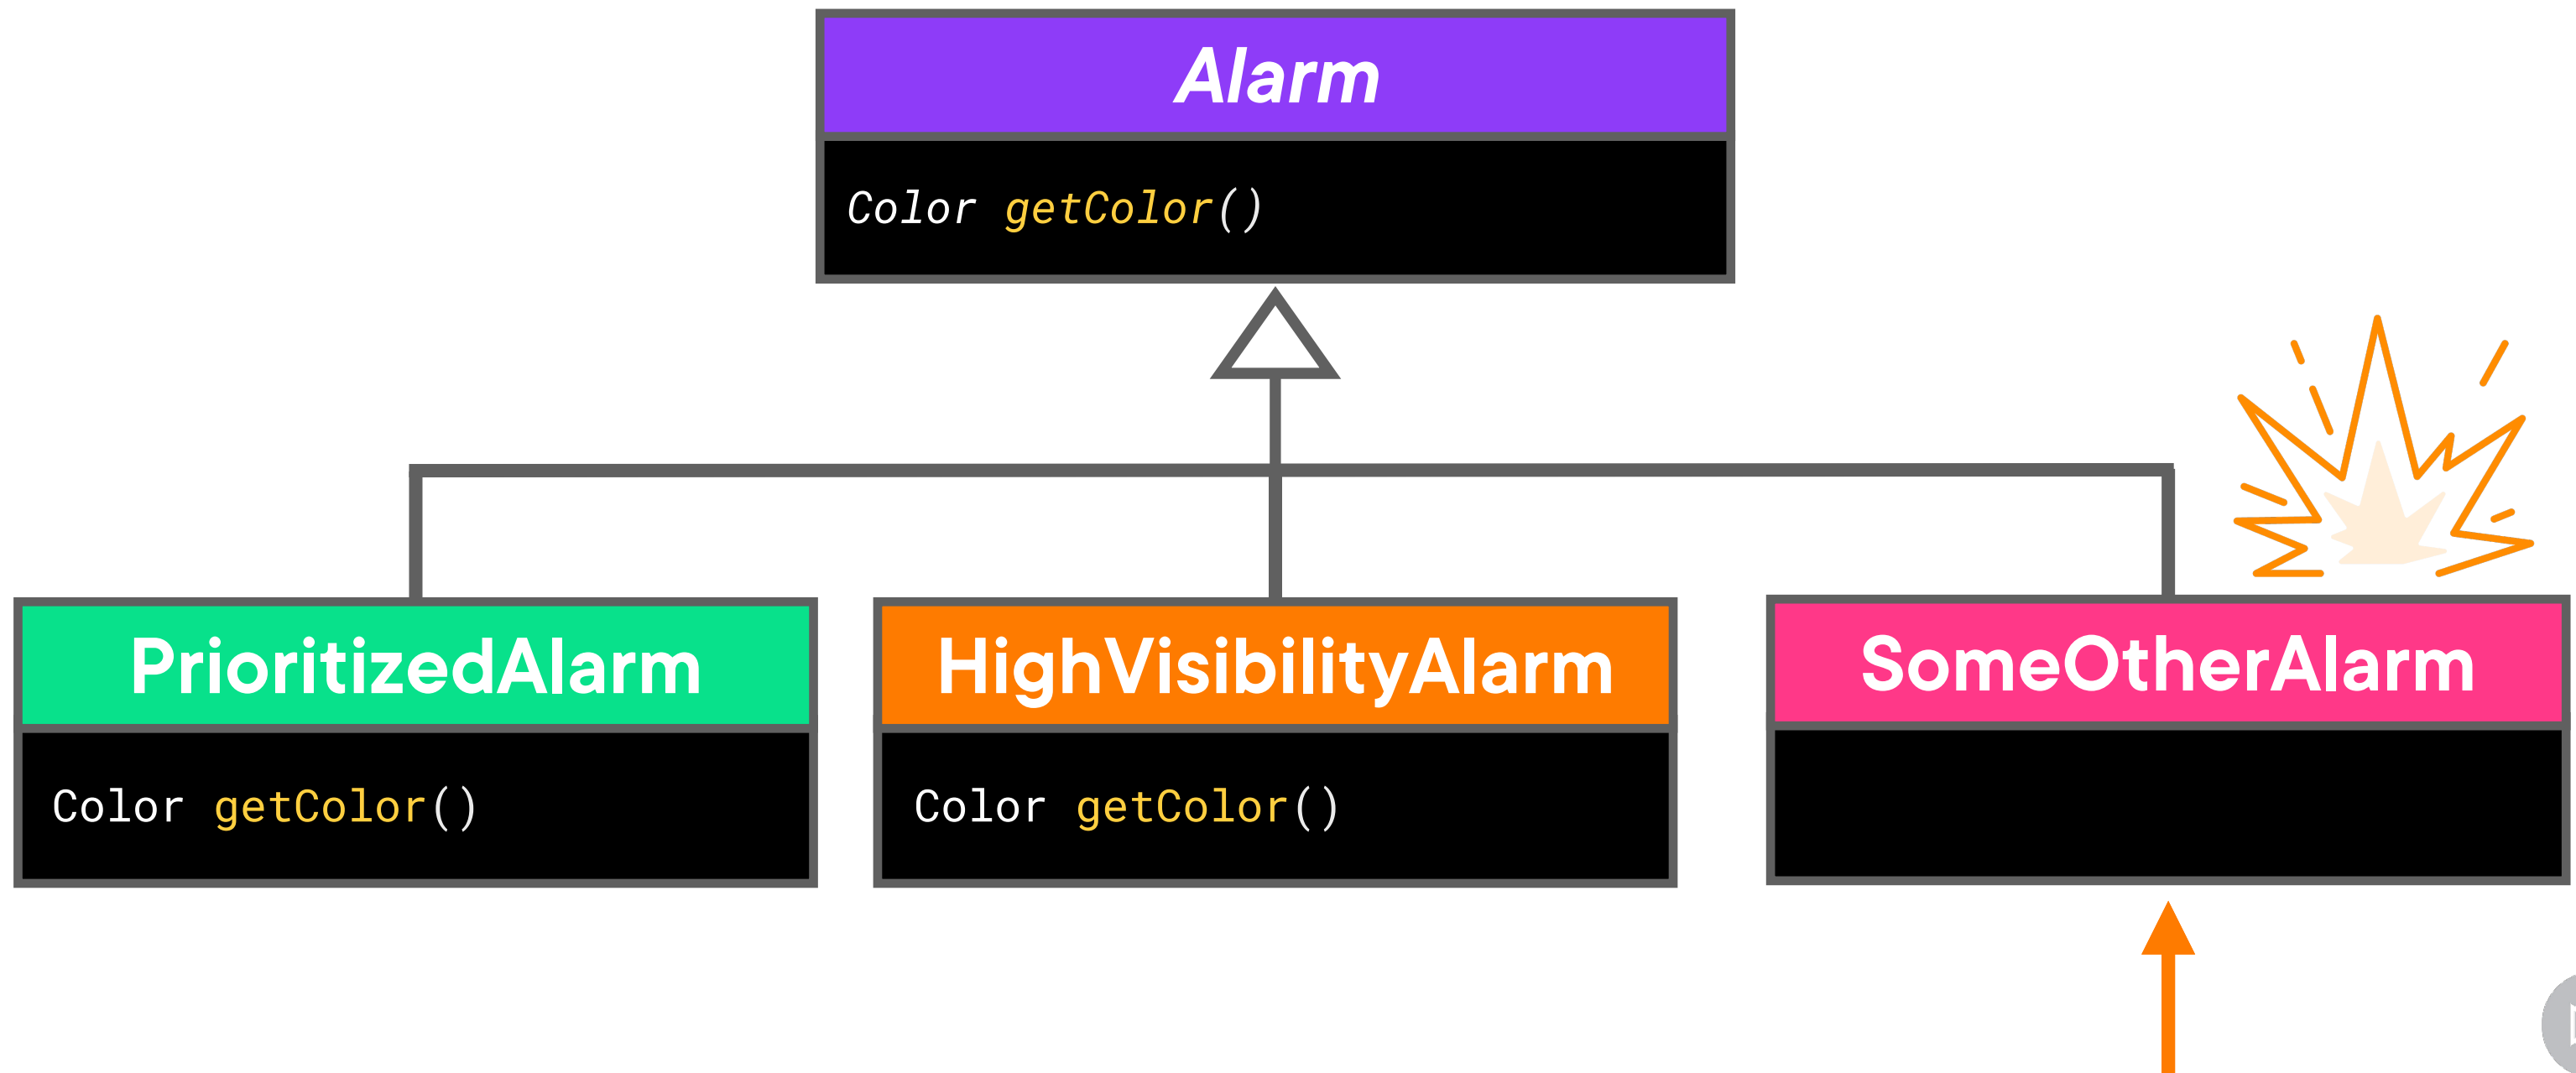 Alarm
Color getColor()
PrioritizedAlarm
HighVisibilityAlarm
SomeOtherAlarm
Color getColor()
Color getColor()